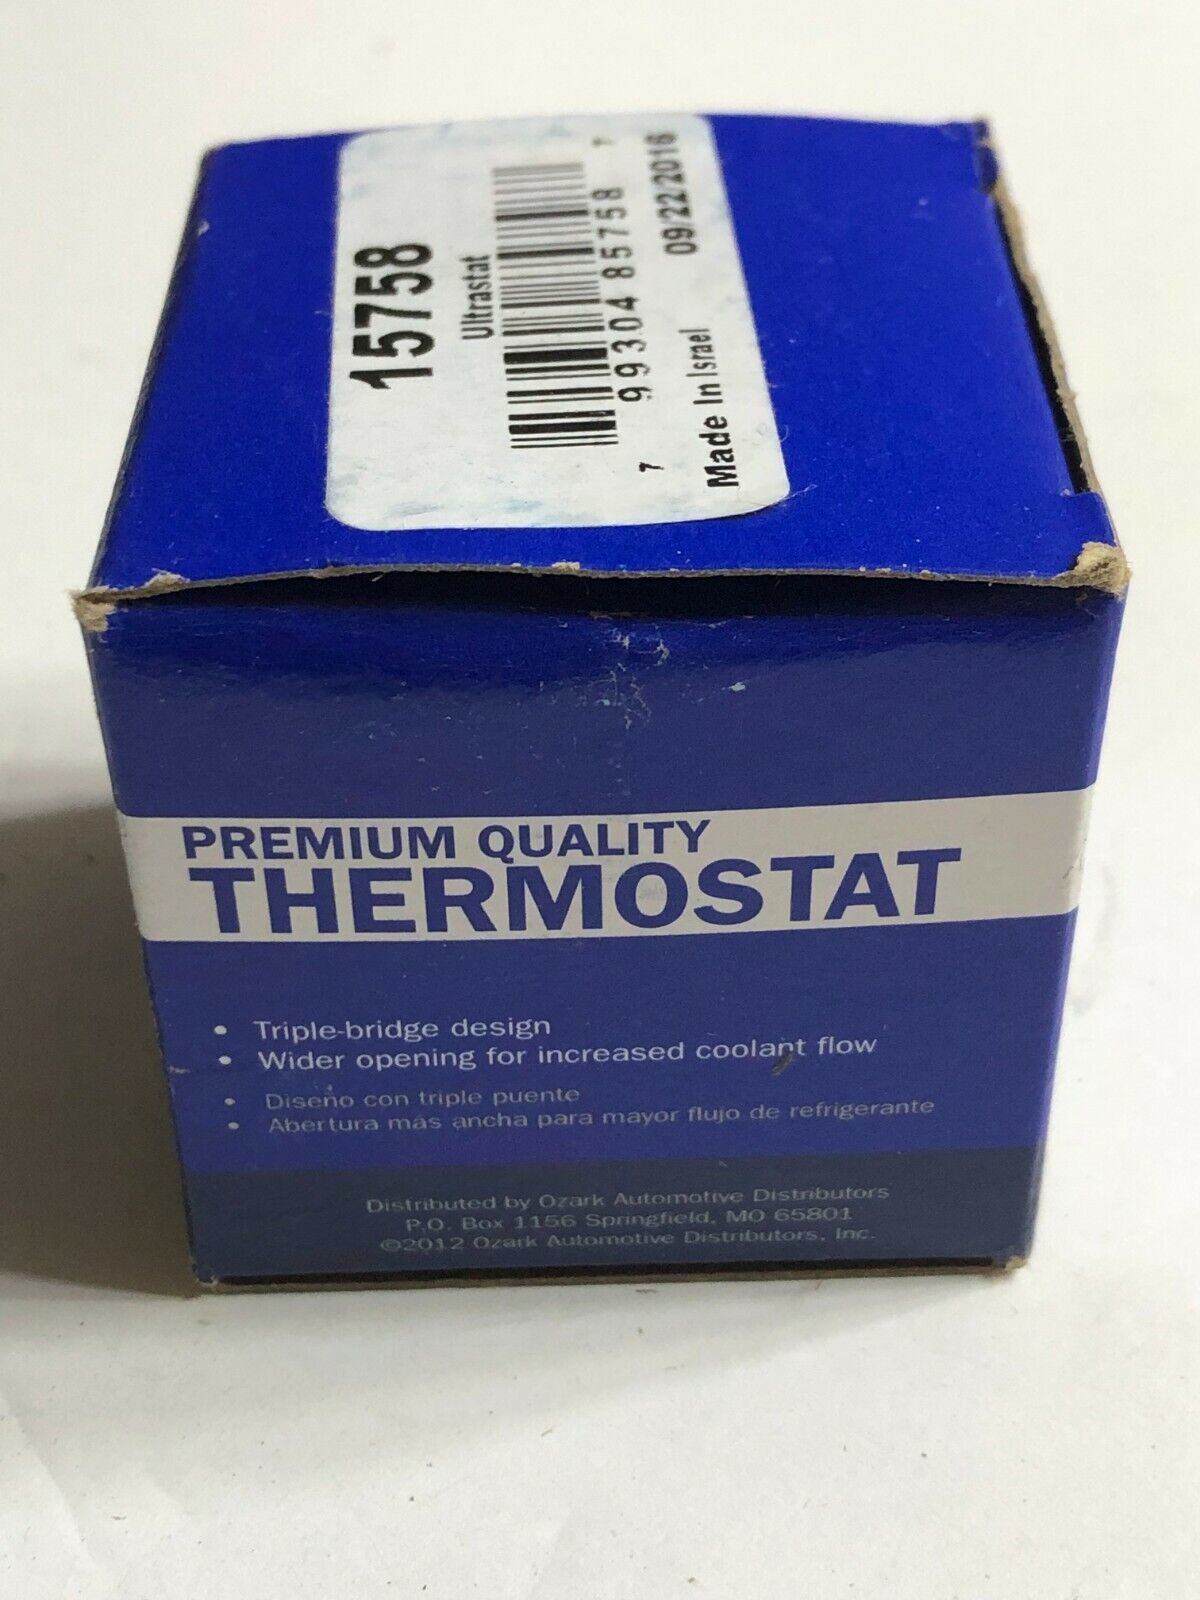 15758
Ultrastat
7 99304 85758 7
Made In Israel 09/22/2016
PREMIUM QUALITY
THERMOSTAT
• Triple-bridge design
• Wider opening for increased coolant flow
• Diseño con triple puente
• Abertura más ancha para mayor flujo de refrigerante
Distributed by Ozark Automotive Distributors
P.O. Box 1156 Springfield, MO 65801
©2012 Ozark Automotive Distributors, Inc.